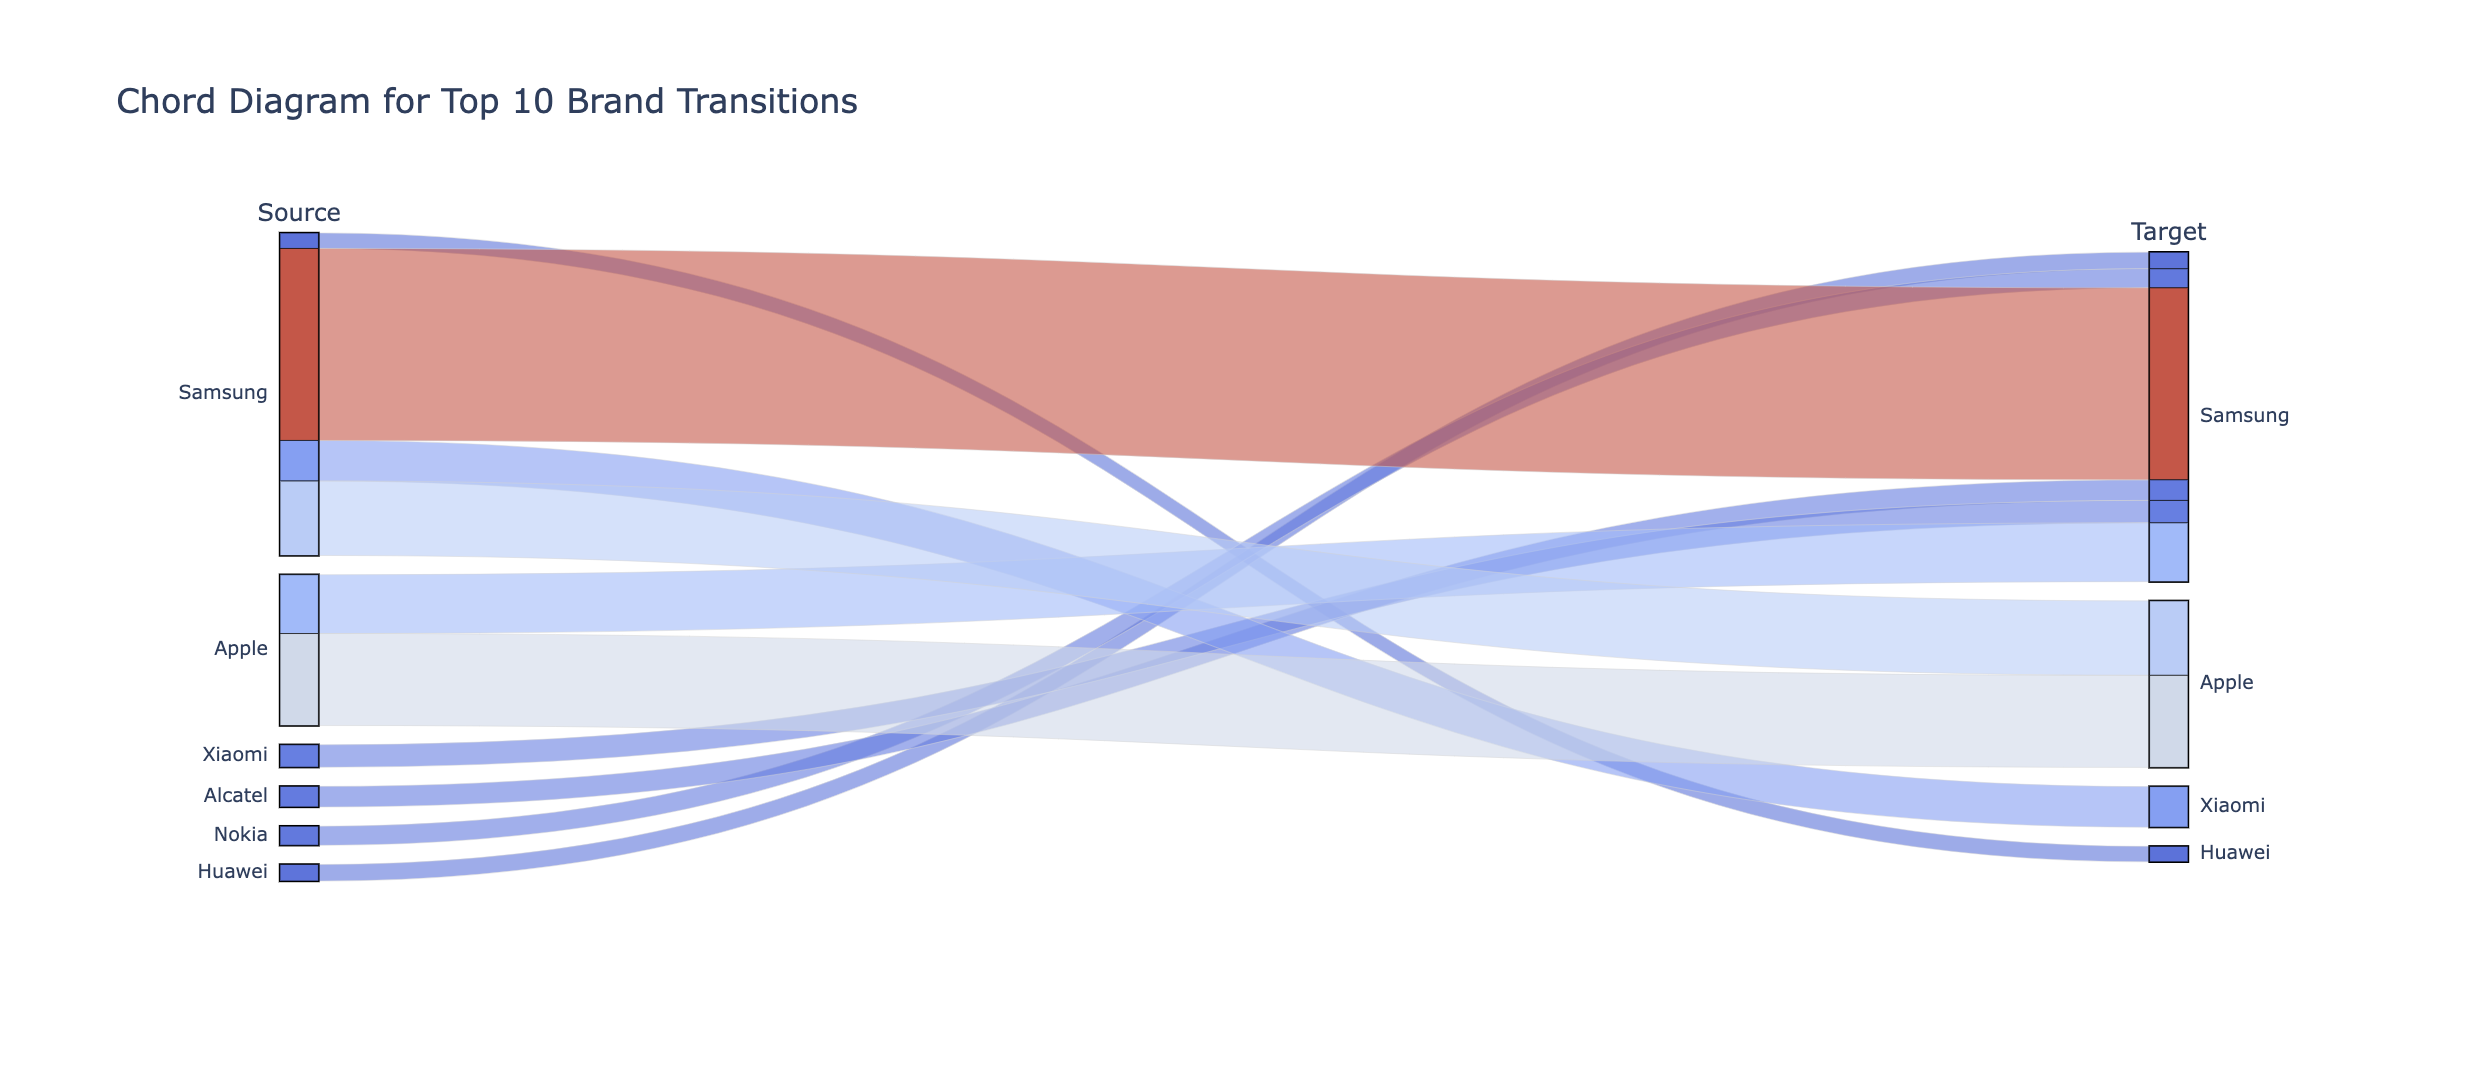 Chord Diagram for Top 10 Brand Transitions
Source
Target
Samsung
Apple
Xiaomi
Alcatel
Nokia
Huawei
Samsung
Apple
Xiaomi
Huawei